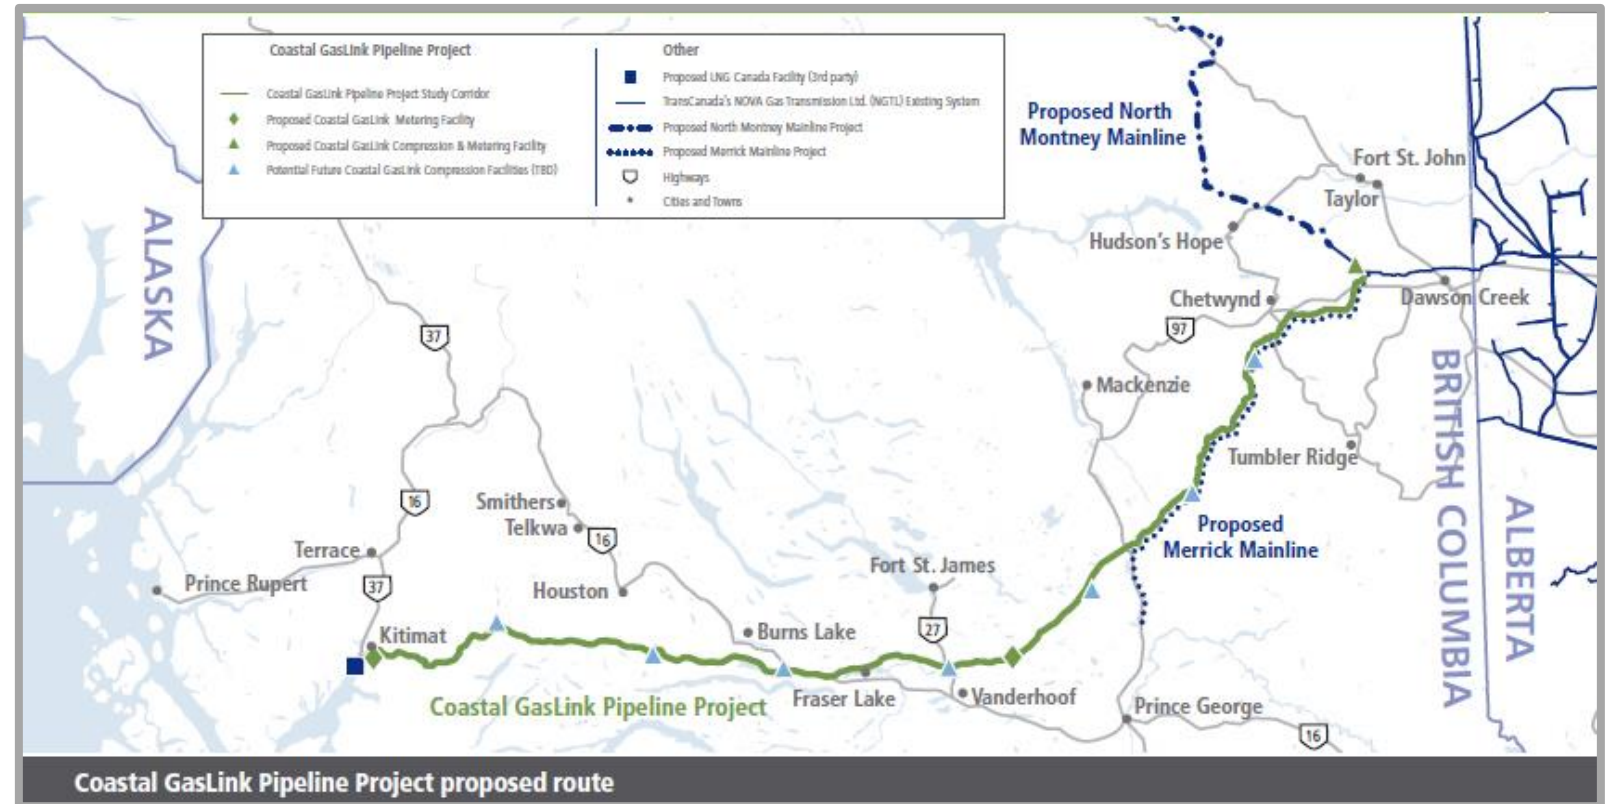 Coastal GasLink Pipeline Project
Coastal GasLink Pipeline Project Study Corridor
Proposed Coastal GasLink Metering Facility
Proposed Coastal GasLink Compression & Metering Facility
Potential Future Coastal GasLink Compression Facilities (TBD)
Other
Proposed LNG Canada Facility (3rd party)
TransCanada's NOVA Gas Transmission Ltd. (NGTL) Existing System
Proposed North Montney Mainline Project
Proposed Merrick Mainline Project
Highways
Cities and Towns
Proposed North
Montney Mainline
Fort St. John
Taylor
Hudson's Hope
Chetwynd
Dawson Creek
97
37
ALASKA
Mackenzie
BRITISH COLUMBIA
Tumbler Ridge
ALBERTA
16
Smithers
Telkwa
16
Proposed
Merrick Mainline
Terrace
Fort St. James
Prince Rupert
37
Houston
Kitimat
Burns Lake
27
Coastal GasLink Pipeline Project
Fraser Lake
Vanderhoof
Prince George
16
Coastal GasLink Pipeline Project proposed route